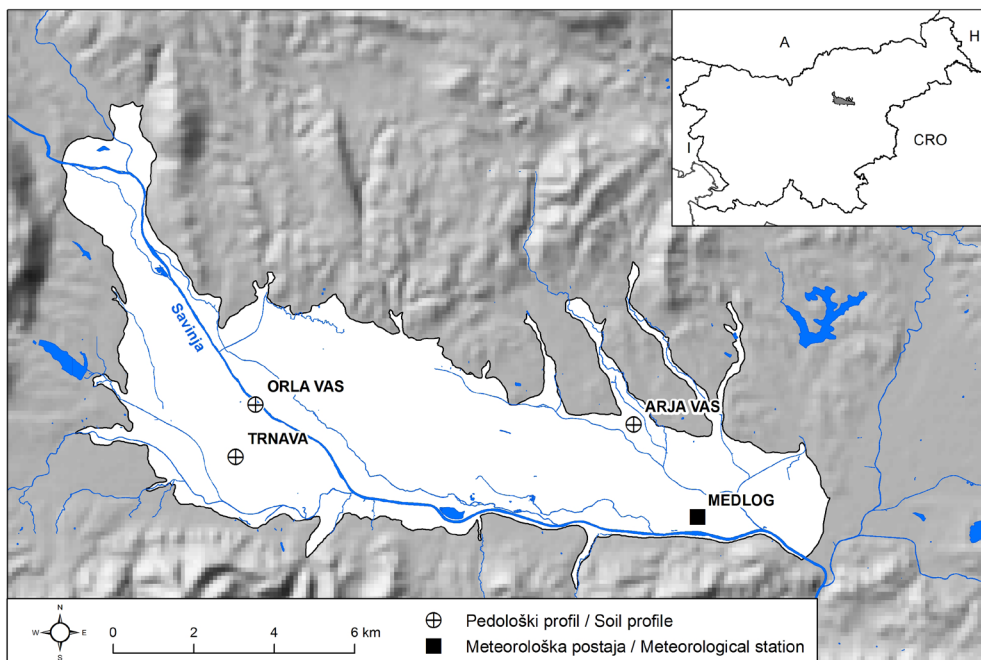 A
H
I
CRO
Savinja
ORLA VAS
TRNAVA
ARJA VAS
MEDLOG
N
W E
S
0 2 4 6 km
Pedološki profil / Soil profile
Meteorološka postaja / Meteorological station